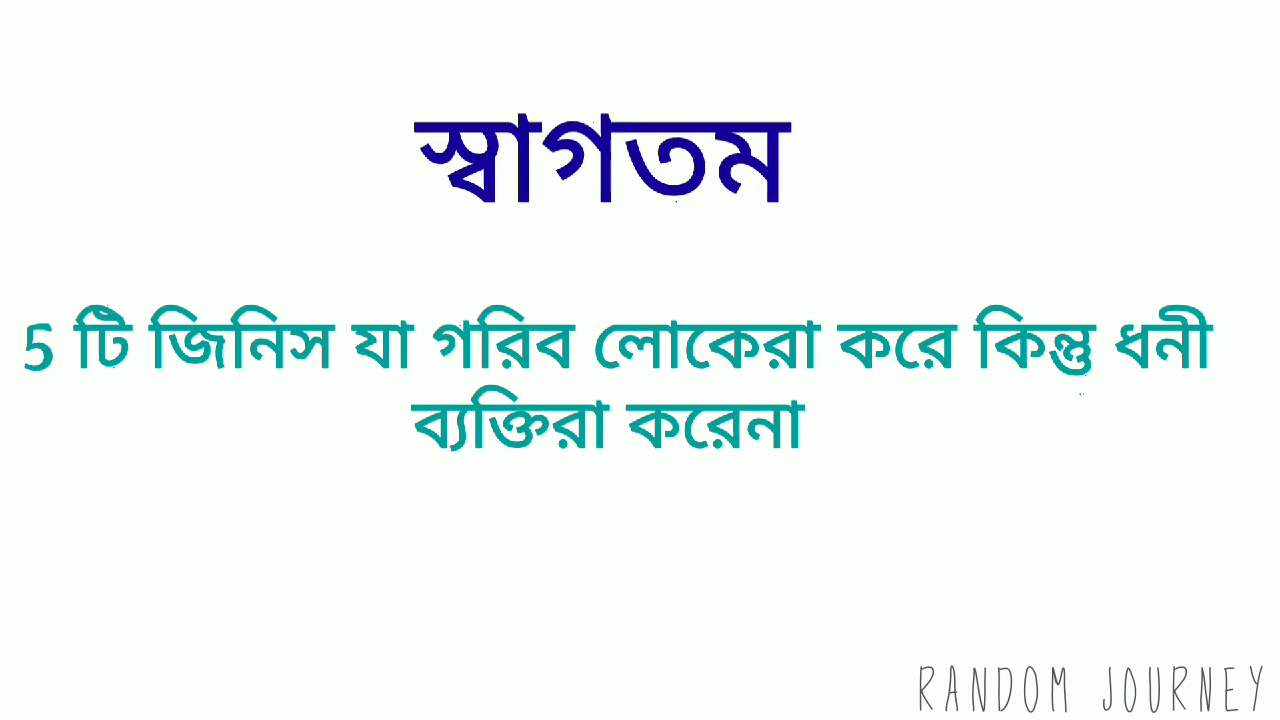 স্বাগতম
5 টি জিনিস যা গরিব লোকেরা করে কিন্তু ধনী
ব্যক্তিরা করেনা
RANDOM JOURNEY